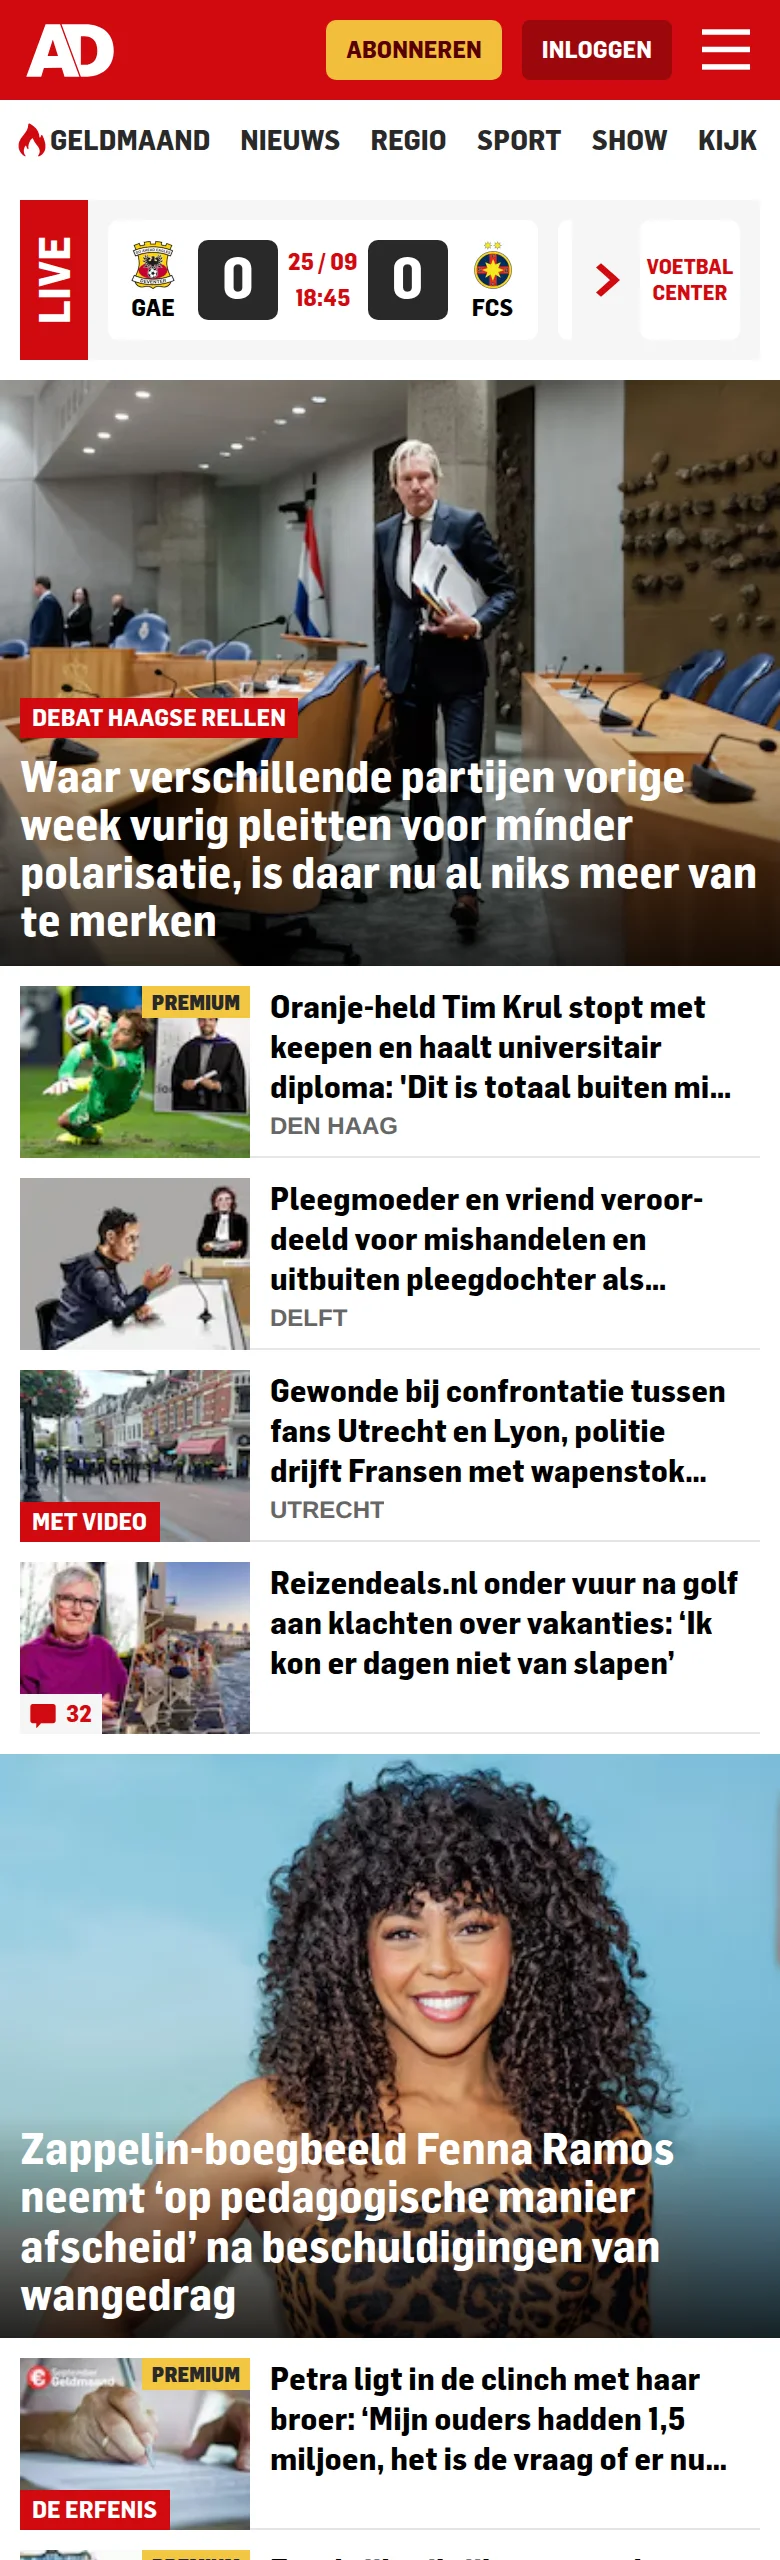 AD
ABONNEREN
INLOGGEN
GELDMAAND NIEUWS REGIO SPORT SHOW KIJK
LIVE
GAE
0
25 / 09
18:45
0
FCS
VOETBAL
CENTER
DEBAT HAAGSE RELLEN
Waar verschillende partijen vorige
week vurig pleitten voor mínder
polarisatie, is daar nu al niks meer van
te merken
PREMIUM
Oranje-held Tim Krul stopt met
keepen en haalt universitair
diploma: 'Dit is totaal buiten mi...
DEN HAAG
Pleegmoeder en vriend veroor-
deeld voor mishandelen en
uitbuiten pleegdochter als...
DELFT
MET VIDEO
Gewonde bij confrontatie tussen
fans Utrecht en Lyon, politie
drijft Fransen met wapenstok...
UTRECHT
32
Reizendeals.nl onder vuur na golf
aan klachten over vakanties: ‘Ik
kon er dagen niet van slapen’
Zappelin-boegbeeld Fenna Ramos
neemt ‘op pedagogische manier
afscheid’ na beschuldigingen van
wangedrag
September
Geldmaand
PREMIUM
DE ERFENIS
Petra ligt in de clinch met haar
broer: ‘Mijn ouders hadden 1,5
miljoen, het is de vraag of er nu...
PREMIUM